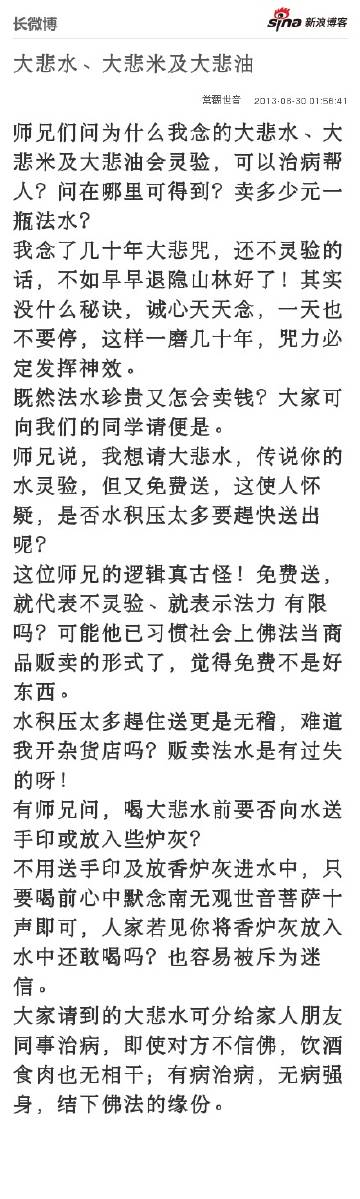 长微博
sina 新浪博客
大悲水、大悲米及大悲油
常翻世音 2013-08-30 01:56:41
师兄们问为什么我念的大悲水、大
悲米及大悲油会灵验，可以治病帮
人？问在哪里可得到？卖多少元一
瓶法水？
我念了几十年大悲咒，还不灵验的
话，不如早早退隐山林好了！其实
没什么秘诀，诚心天天念，一天也
不要停，这样一磨几十年，咒力必
定发挥神效。
既然法水珍贵又怎会卖钱？大家可
向我们的同学请便是。
师兄说，我想请大悲水，传说你的
水灵验，但又免费送，这使人怀
疑，是否水积压太多要趕快送出
呢？
这位师兄的逻辑真古怪！免费送，
就代表不灵验、就表示法力 有限
吗？可能他已习惯社会上佛法当商
品贩卖的形式了，觉得免费不是好
东西。
水积压太多趕住送更是无稽，难道
我开杂货店吗？贩卖法水是有过失
的呀！
有师兄问，喝大悲水前要否向水送
手印或放入些炉灰？
不用送手印及放香炉灰进水中，只
要喝前心中默念南无观世音菩萨十
声即可，人家若见你将香炉灰放入
水中还敢喝吗？也容易被斥为迷
信。
大家请到的大悲水可分给家人朋友
同事治病，即使对方不信佛，饮酒
食肉也无相干；有病治病，无病强
身，结下佛法的缘份。